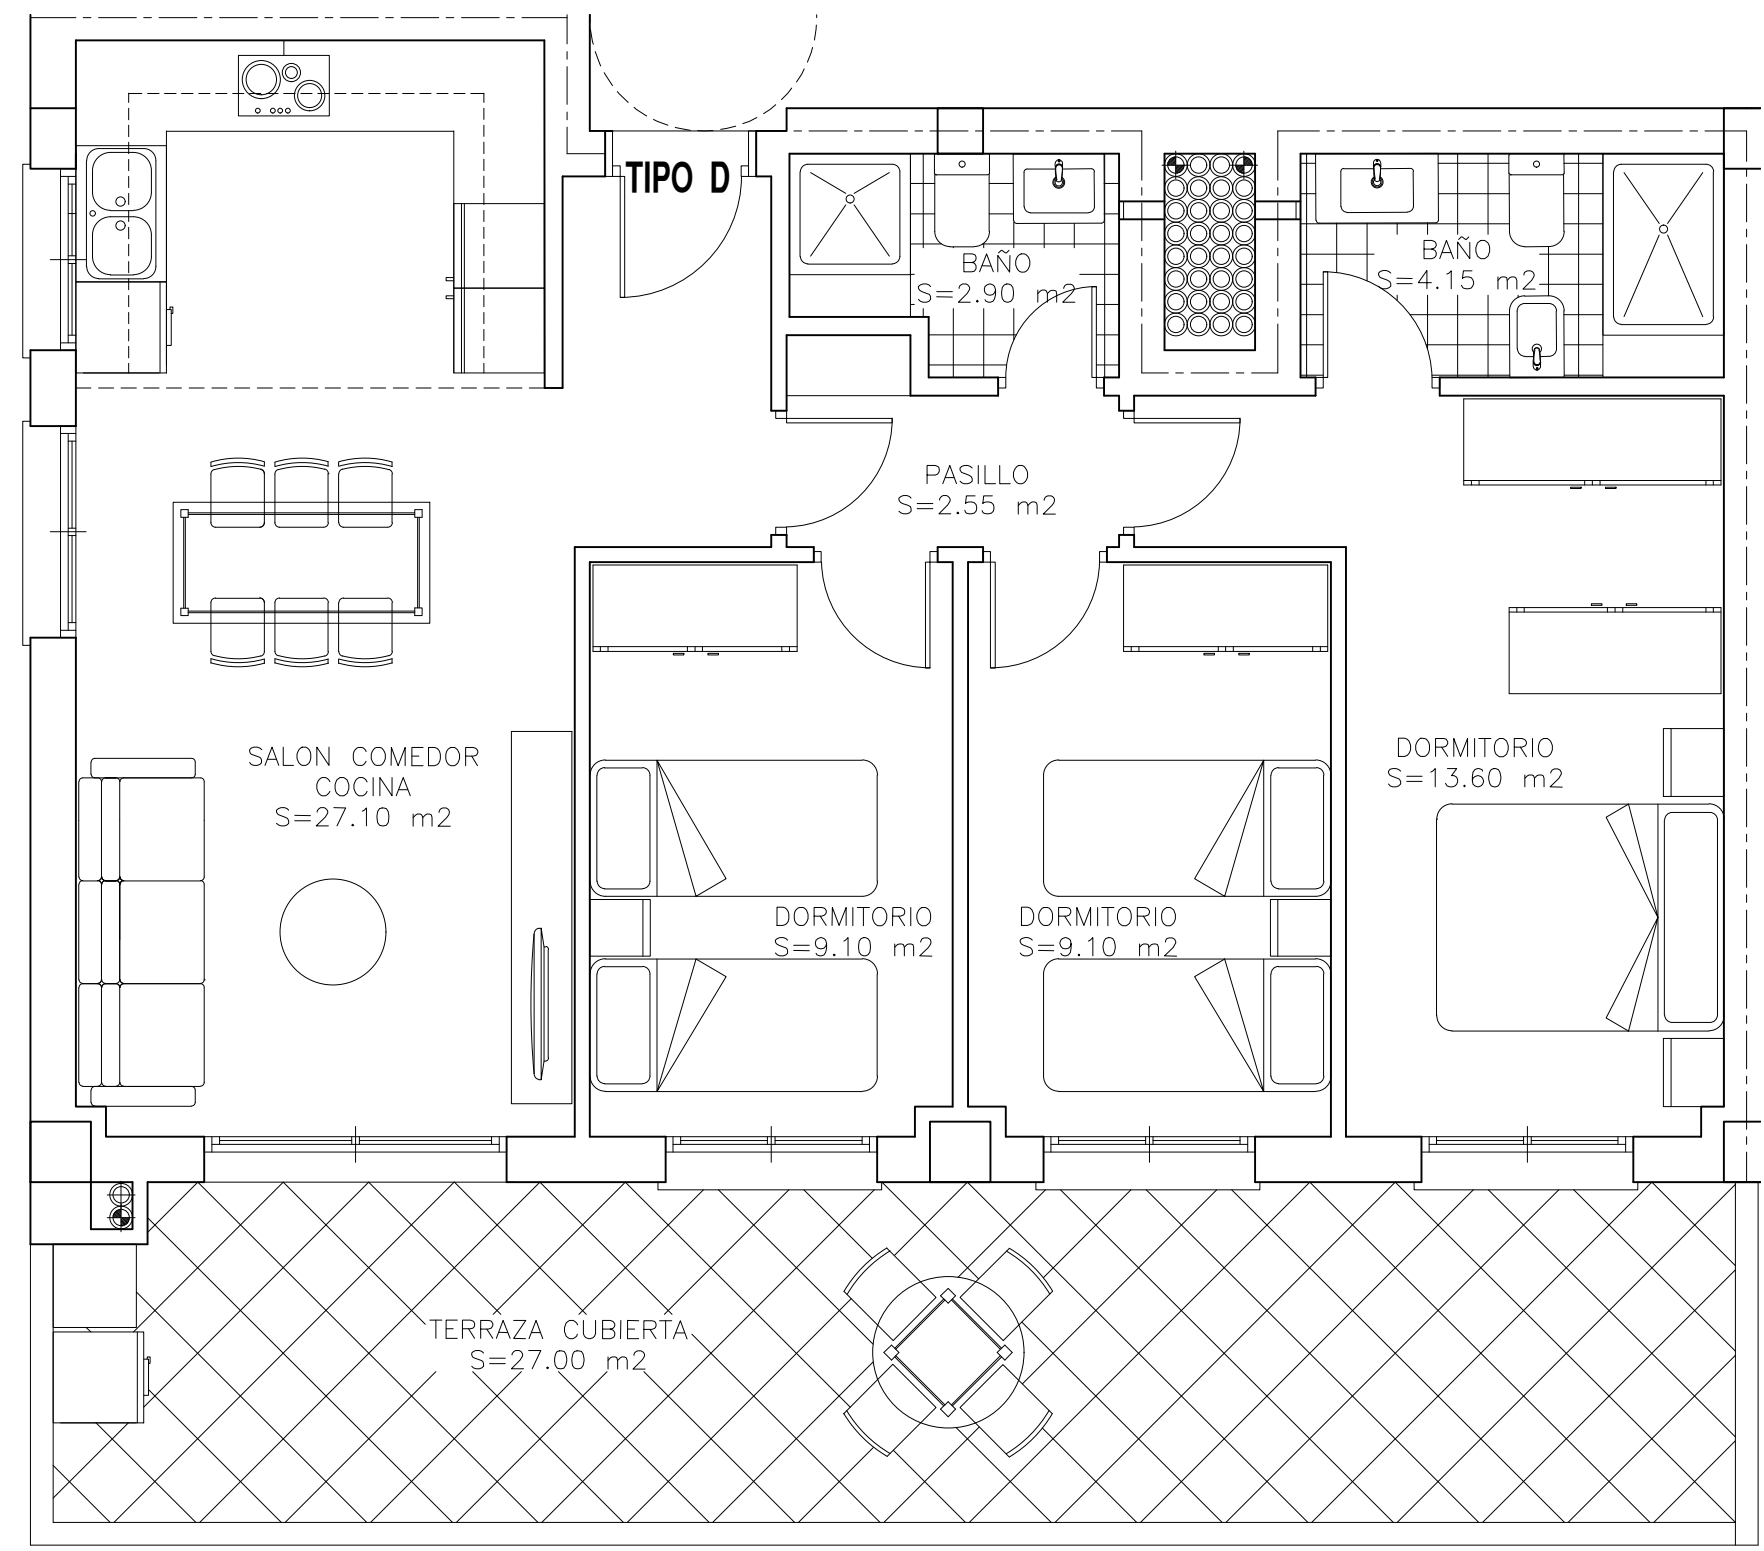 TIPO D
BAÑO
S=2.90 m2
BAÑO
S=4.15 m2
PASILLO
S=2.55 m2
SALON COMEDOR
COCINA
S=27.10 m2
DORMITORIO
S=13.60 m2
DORMITORIO
S=9.10 m2
DORMITORIO
S=9.10 m2
TERRAZA CUBIERTA
S=27.00 m2